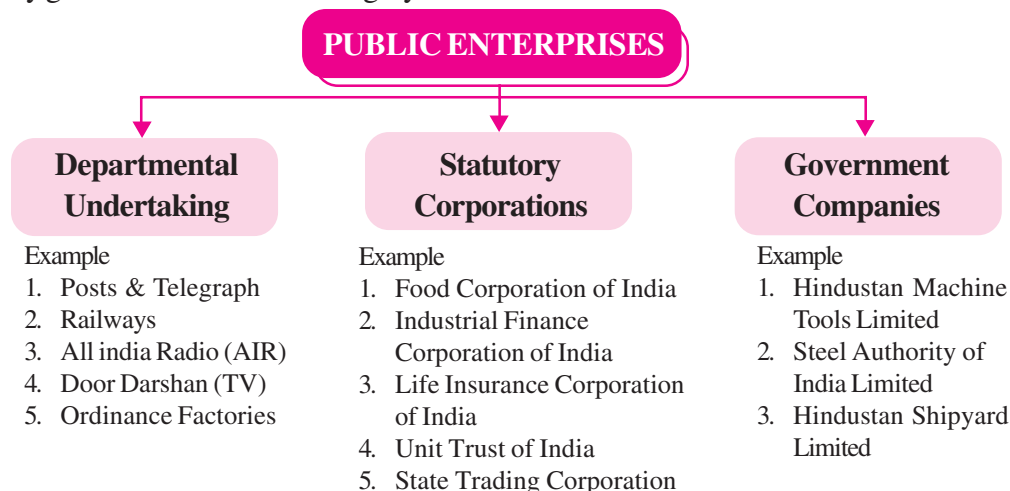 PUBLIC ENTERPRISES
Departmental
Undertaking
Example
1. Posts & Telegraph
2. Railways
3. All india Radio (AIR)
4. Door Darshan (TV)
5. Ordinance Factories
Statutory
Corporations
Example
1. Food Corporation of India
2. Industrial Finance
Corporation of India
3. Life Insurance Corporation
of India
4. Unit Trust of India
5. State Trading Corporation
Government
Companies
Example
1. Hindustan Machine
Tools Limited
2. Steel Authority of
India Limited
3. Hindustan Shipyard
Limited